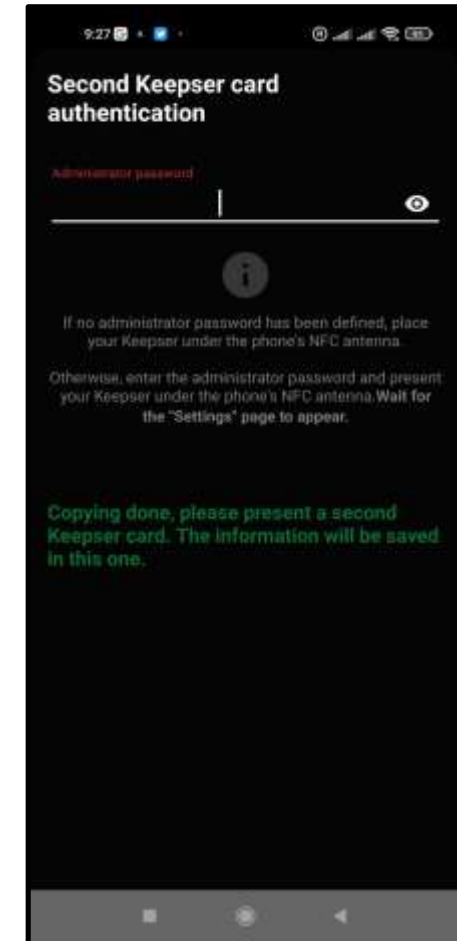 9:27
Second Keepser card
authentication
Administrator password
If no administrator password has been defined, place
your Keepser under the phone's NFC antenna.
Otherwise, enter the administrator password and present
your Keepser under the phone's NFC antenna.Wait for
the "Settings" page to appear.
Copying done, please present a second
Keepser card. The information will be saved
in this one.